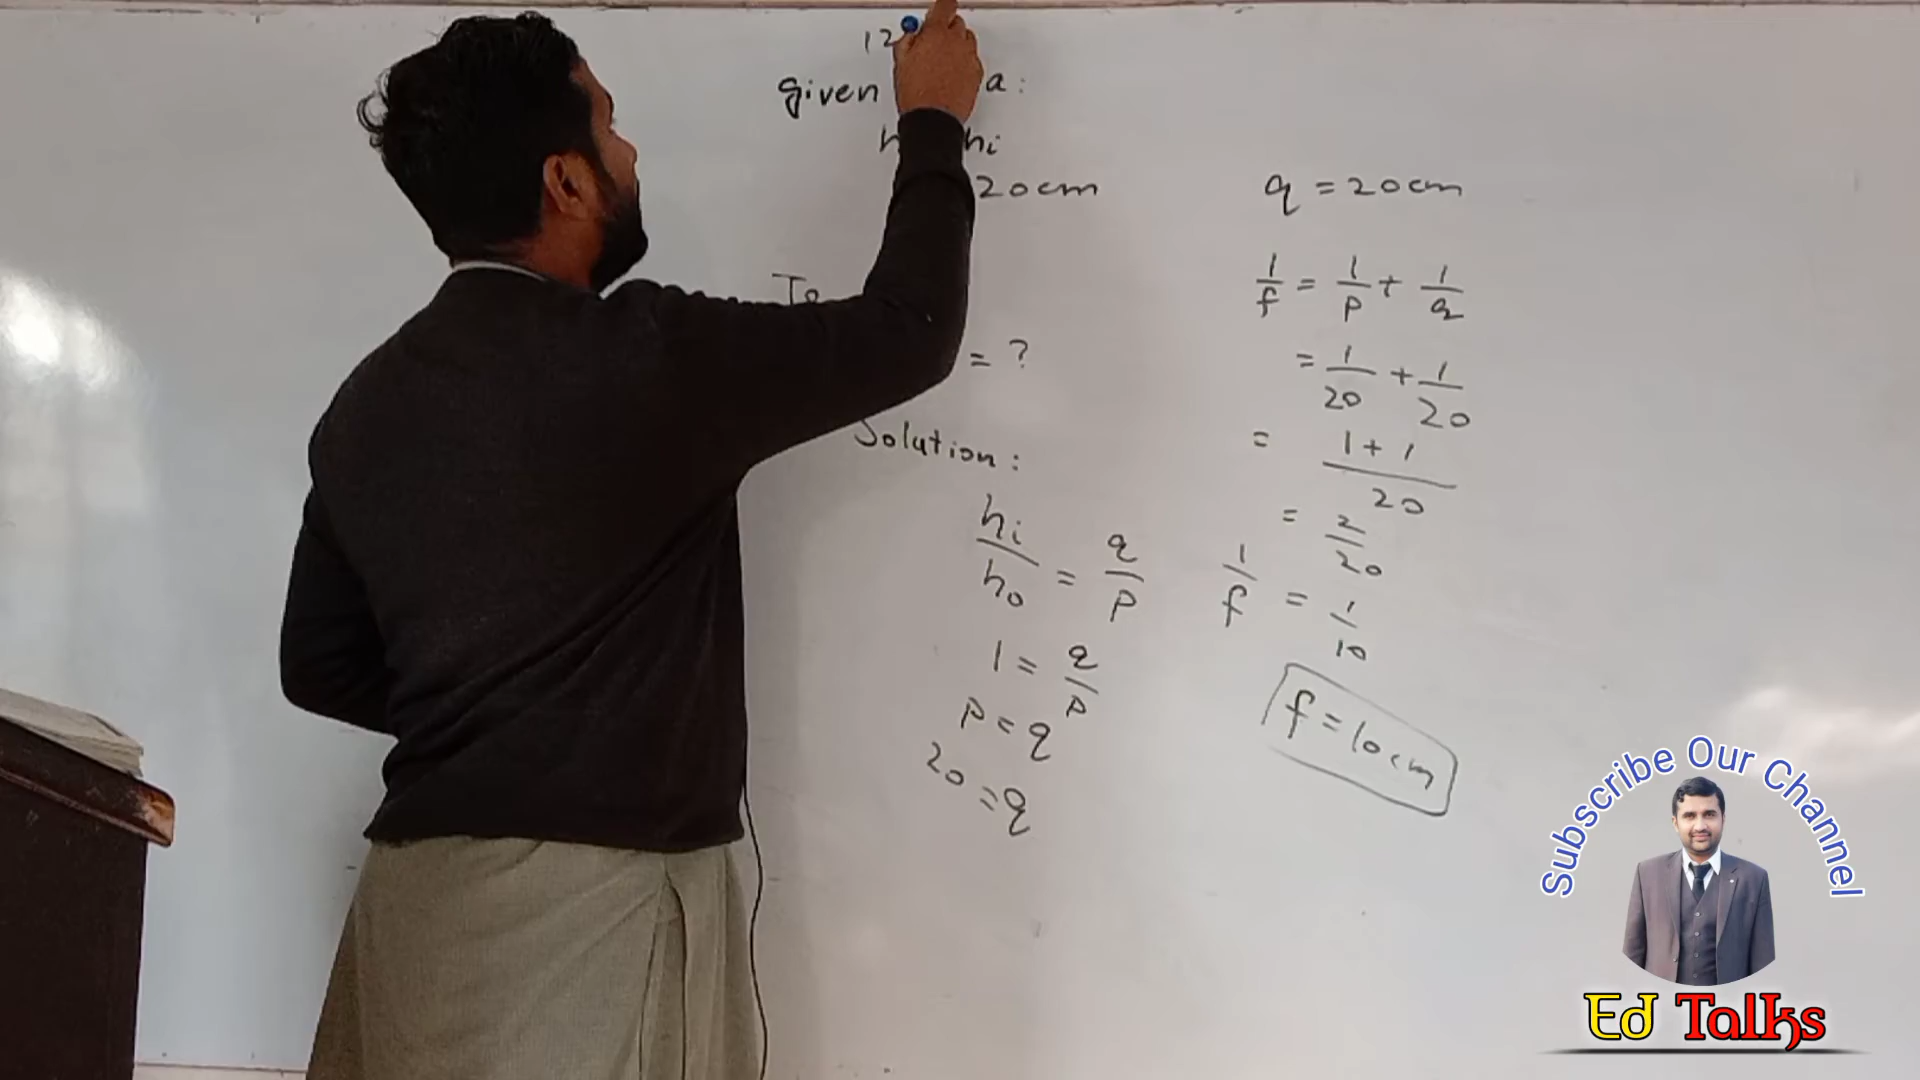 12
given a:
hi
20cm
To
= ?
Solution:
hi/ho = q/p
1 = q/p
p = q
20 = q
q = 20cm
1/f = 1/p + 1/q
= 1/20 + 1/20
= 1 + 1/20
= 2/20
1/f = 1/10
f = 10cm
Subscribe Our Channel
Ed Talks